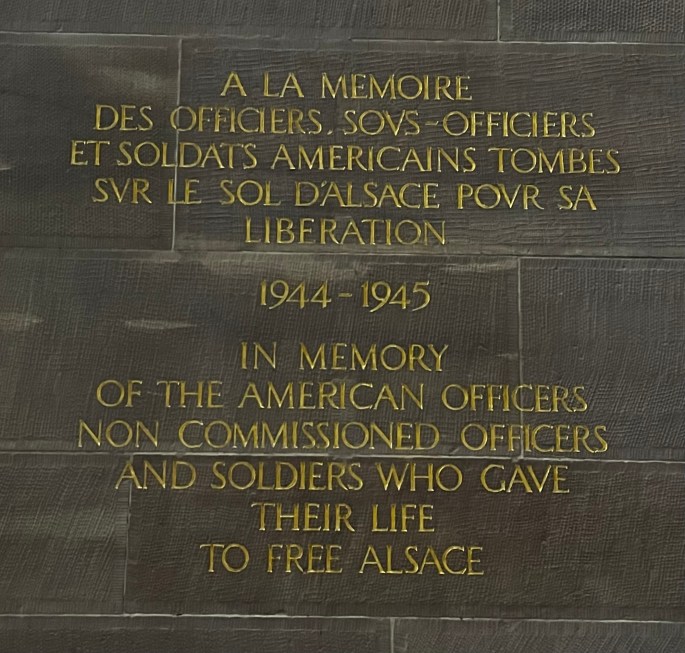 A LA MEMOIRE
DES OFFICIERS, SOVS-OFFICIERS
ET SOLDATS AMERICAINS TOMBES
SVR LE SOL D'ALSACE POVR SA
LIBERATION
1944-1945
IN MEMORY
OF THE AMERICAN OFFICERS
NON COMMISSIONED OFFICERS
AND SOLDIERS WHO GAVE
THEIR LIFE
TO FREE ALSACE